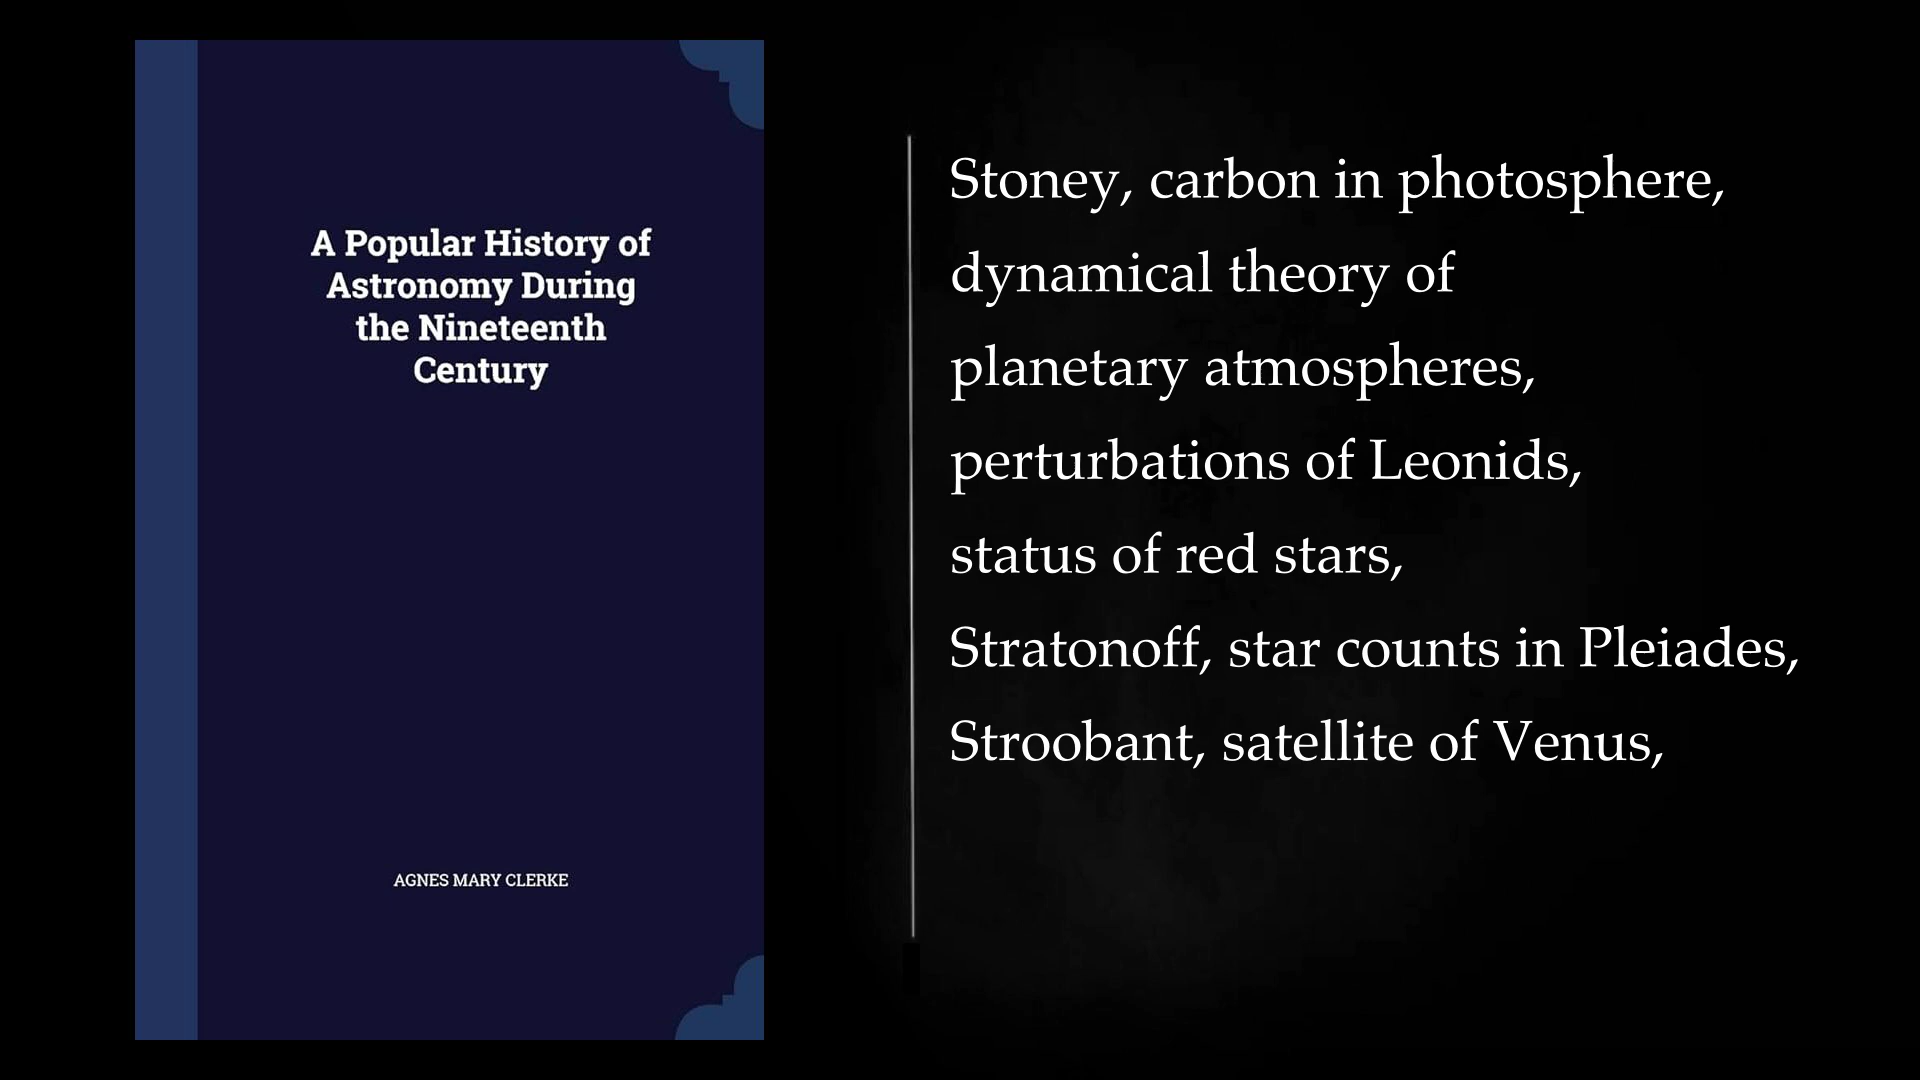 A Popular History of
Astronomy During
the Nineteenth
Century
AGNES MARY CLERKE
Stoney, carbon in photosphere,
dynamical theory of
planetary atmospheres,
perturbations of Leonids,
status of red stars,
Stratonoff, star counts in Pleiades,
Stroobant, satellite of Venus,